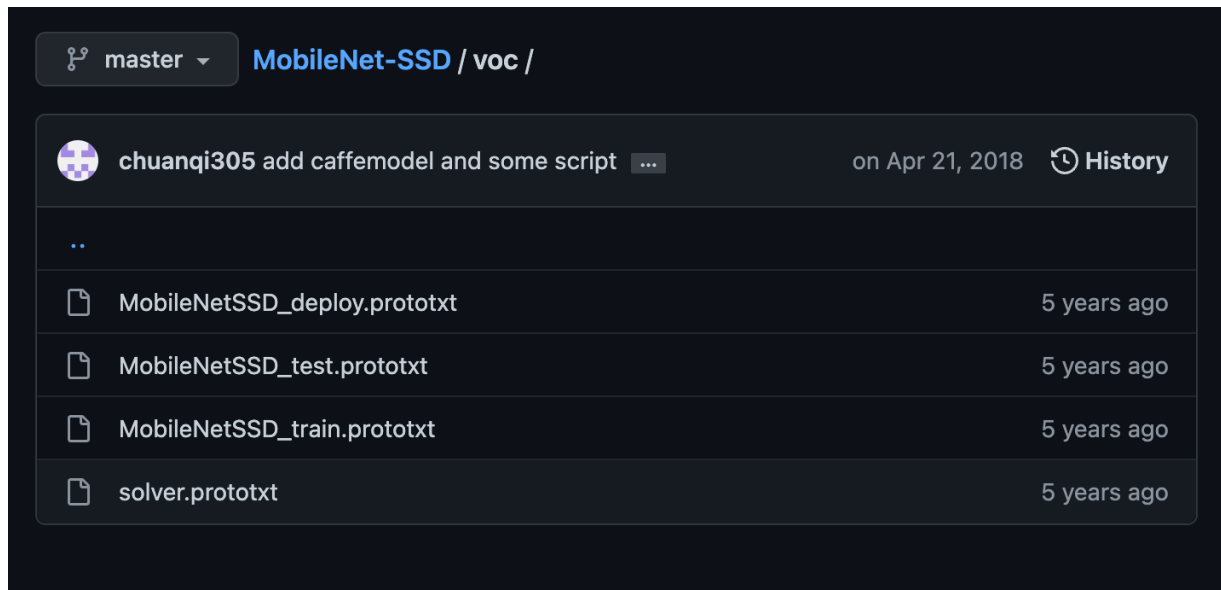 master MobileNet-SSD / voc /
chuanqi305 add caffemodel and some script ... on Apr 21, 2018 History
..
MobileNetSSD_deploy.prototxt 5 years ago
MobileNetSSD_test.prototxt 5 years ago
MobileNetSSD_train.prototxt 5 years ago
solver.prototxt 5 years ago